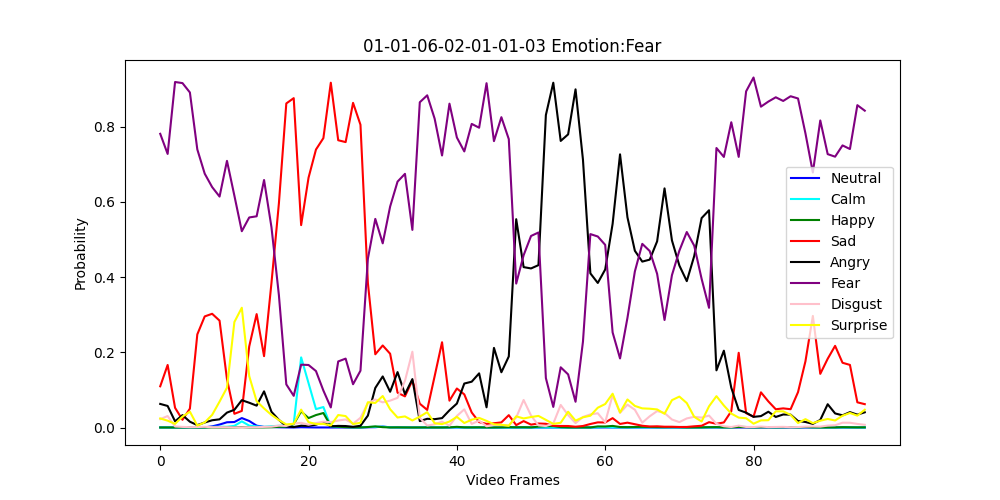 01-01-06-02-01-01-03 Emotion:Fear
Probability
0.8
0.6
0.4
0.2
0.0
0 20 40 60 80
Video Frames
Neutral
Calm
Happy
Sad
Angry
Fear
Disgust
Surprise